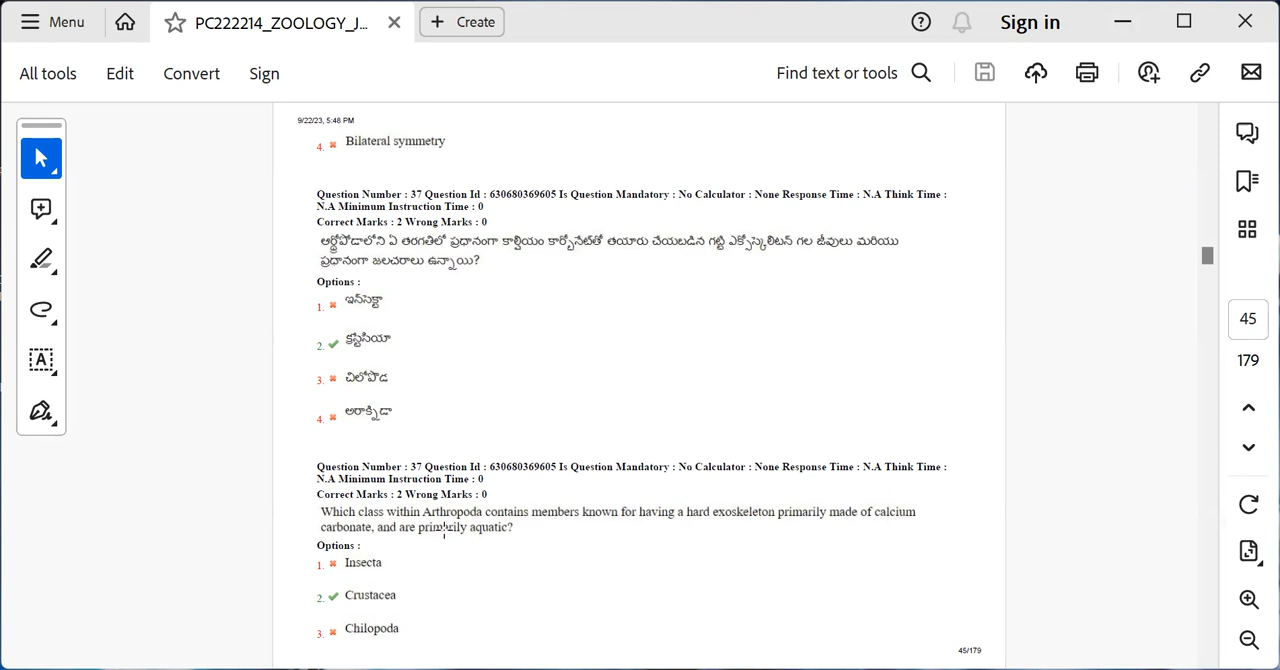 Menu
PC222214_ZOOLOGY_J...
Create
Sign in
All tools
Edit
Convert
Sign
Find text or tools
9/22/23, 5:48 PM
4. Bilateral symmetry
Question Number : 37 Question Id : 630680369605 Is Question Mandatory : No Calculator : None Response Time : N.A Think Time :
N.A Minimum Instruction Time : 0
Correct Marks : 2 Wrong Marks : 0
ఆర్థ్రోపోడాలోని ఏ తరగతిలో ప్రధానంగా కాల్షియం కార్బోనేట్‌తో తయారు చేయబడిన గట్టి ఎక్సోస్కెలిటన్ గల జీవులు మరియు
ప్రధానంగా జలచరాలు ఉన్నాయి?
Options :
1. ఇన్‌సెక్టా
2. క్రస్టేసియా
3. చిలోపొడ
4. అరాక్నిడా
Question Number : 37 Question Id : 630680369605 Is Question Mandatory : No Calculator : None Response Time : N.A Think Time :
N.A Minimum Instruction Time : 0
Correct Marks : 2 Wrong Marks : 0
Which class within Arthropoda contains members known for having a hard exoskeleton primarily made of calcium
carbonate, and are primarily aquatic?
Options :
1. Insecta
2. Crustacea
3. Chilopoda
45/179
45
179